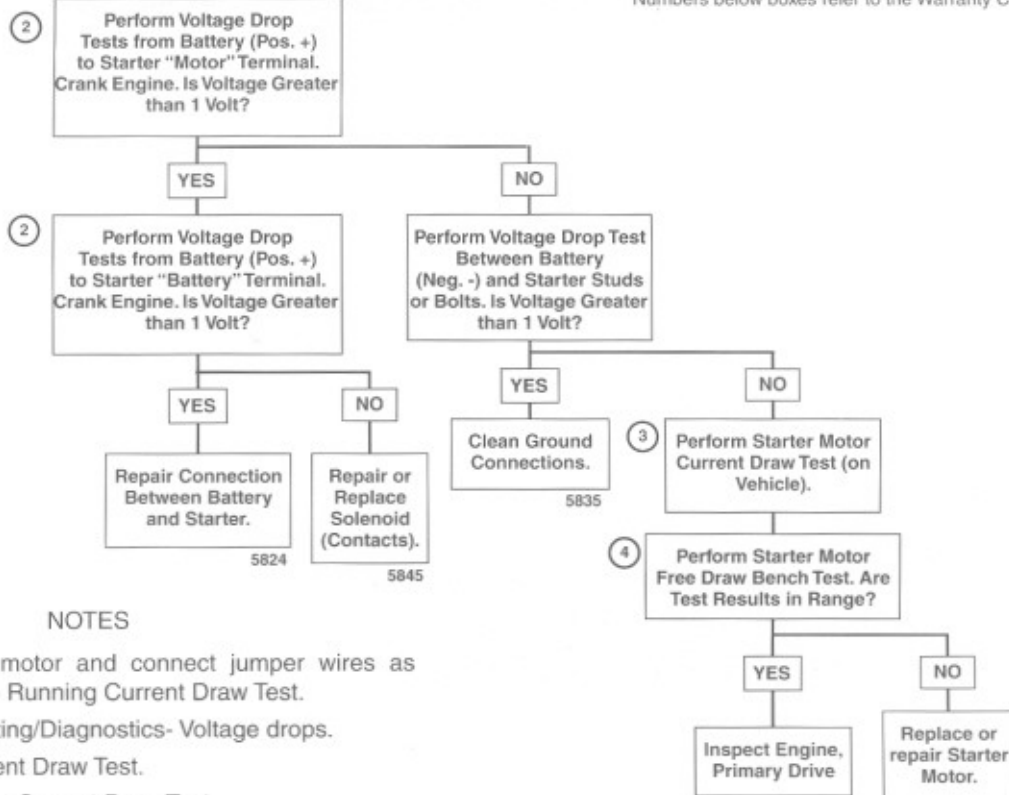 Numbers below boxes refer to the Warranty
2
Perform Voltage Drop
Tests from Battery (Pos. +)
to Starter “Motor” Terminal.
Crank Engine. Is Voltage Greater
than 1 Volt?
YES
NO
2
Perform Voltage Drop
Tests from Battery (Pos. +)
to Starter “Battery” Terminal.
Crank Engine. Is Voltage Greater
than 1 Volt?
Perform Voltage Drop Test
Between Battery
(Neg. -) and Starter Studs
or Bolts. Is Voltage Greater
than 1 Volt?
YES
NO
YES
NO
Repair Connection
Between Battery
and Starter.
5824
Repair or
Replace
Solenoid
(Contacts).
5845
Clean Ground
Connections.
5835
3
Perform Starter Motor
Current Draw Test (on
Vehicle).
4
Perform Starter Motor
Free Draw Bench Test. Are
Test Results in Range?
YES
NO
Inspect Engine,
Primary Drive
Replace or
repair Starter
Motor.
NOTES
motor and connect jumper wires as
Running Current Draw Test.
ting/Diagnostics- Voltage drops.
ent Draw Test.